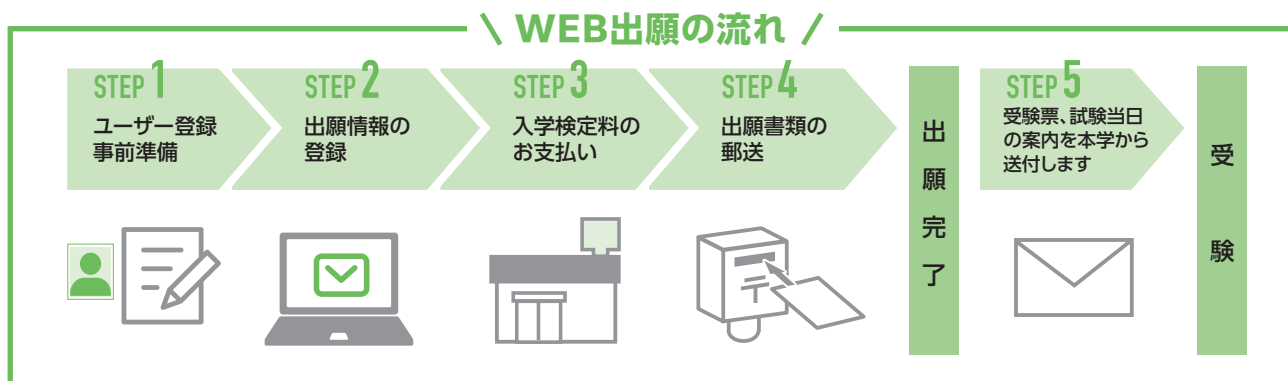 WEB出願の流れ
STEP 1
ユーザー登録
事前準備
STEP 2
出願情報の
登録
STEP 3
入学検定料の
お支払い
STEP 4
出願書類の
郵送
出願完了
STEP 5
受験票、試験当日
の案内を本学から
送付します
受験